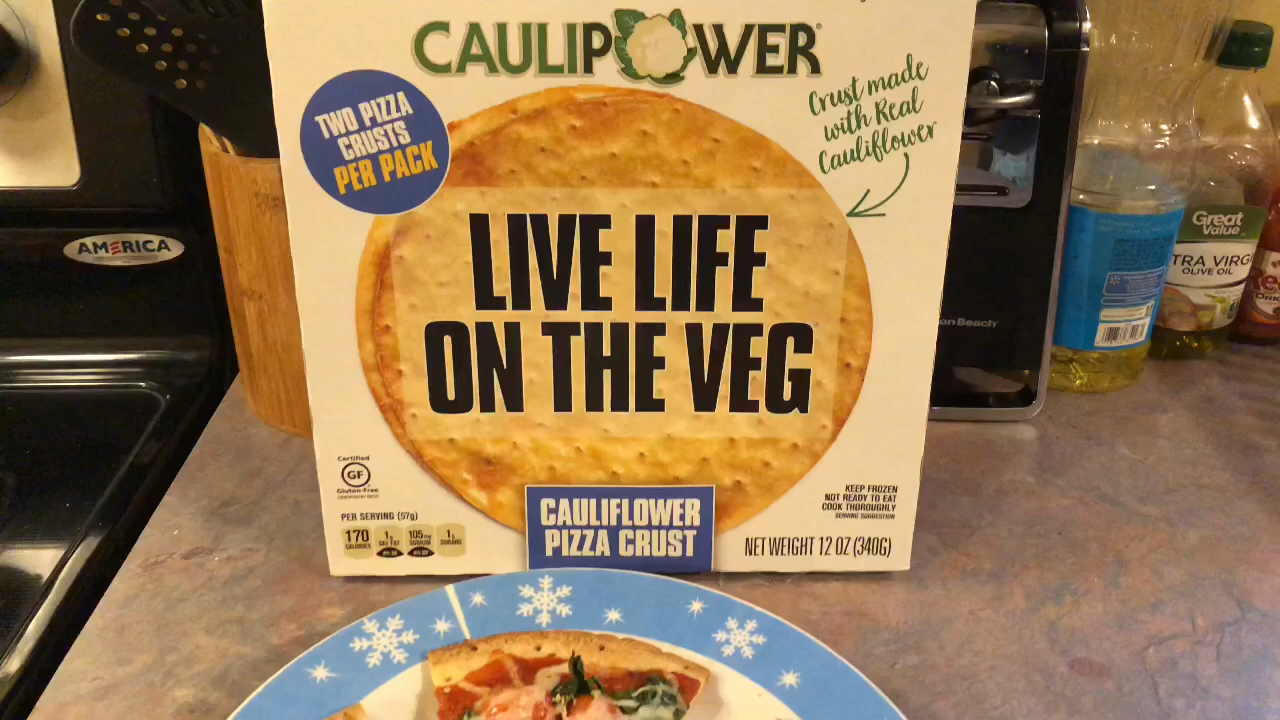 CAULIPOWER
TWO PIZZA
CRUSTS
PER PACK
Crust made
with Real
Cauliflower
LIVE LIFE
ON THE VEG
Certified
GF
Gluten-Free
PER SERVING (57g)
170
CALORIES
1g
SAT FAT
105mg
SODIUM
1g
SUGARS
CAULIFLOWER
PIZZA CRUST
KEEP FROZEN
NOT READY TO EAT
COOK THOROUGHLY
SERVING SUGGESTION
NET WEIGHT 12 OZ (340G)
AMERICA
on Beach
Great
Value
TRA VIRG
OLIVE OIL